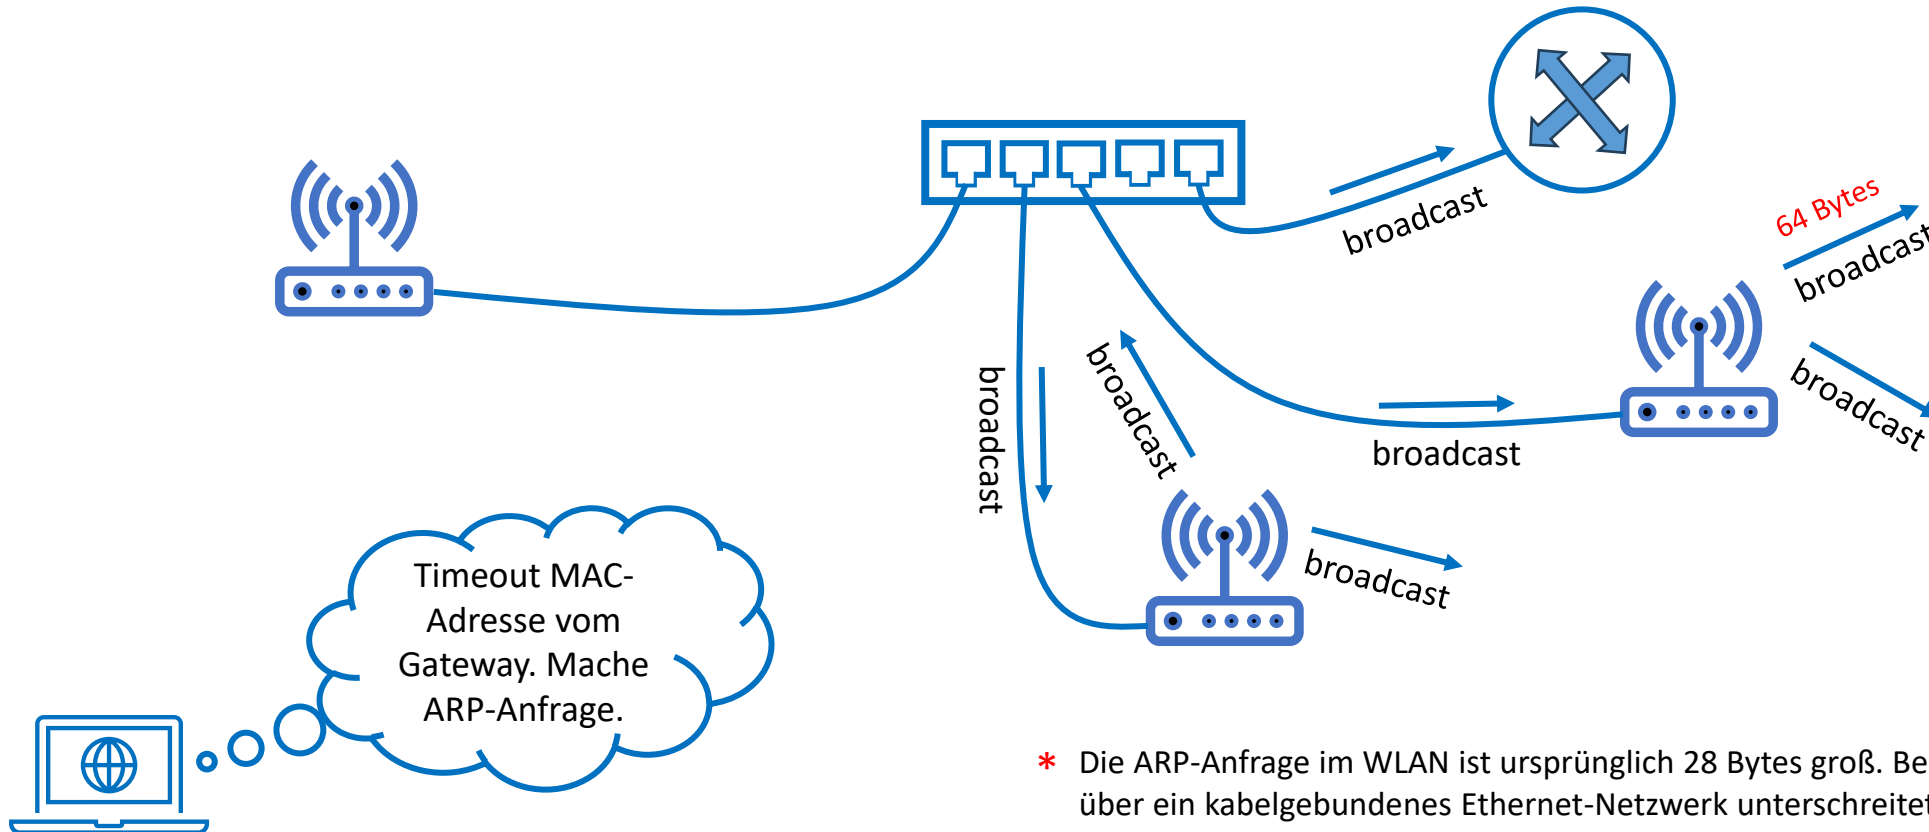 broadcast
64 Bytes
broadcast
broadcast
broadcast
broadcast
broadcast
broadcast
Timeout MAC-
Adresse vom
Gateway. Mache
ARP-Anfrage.
* Die ARP-Anfrage im WLAN ist ursprünglich 28 Bytes groß. Be
über ein kabelgebundenes Ethernet-Netzwerk unterschreitet